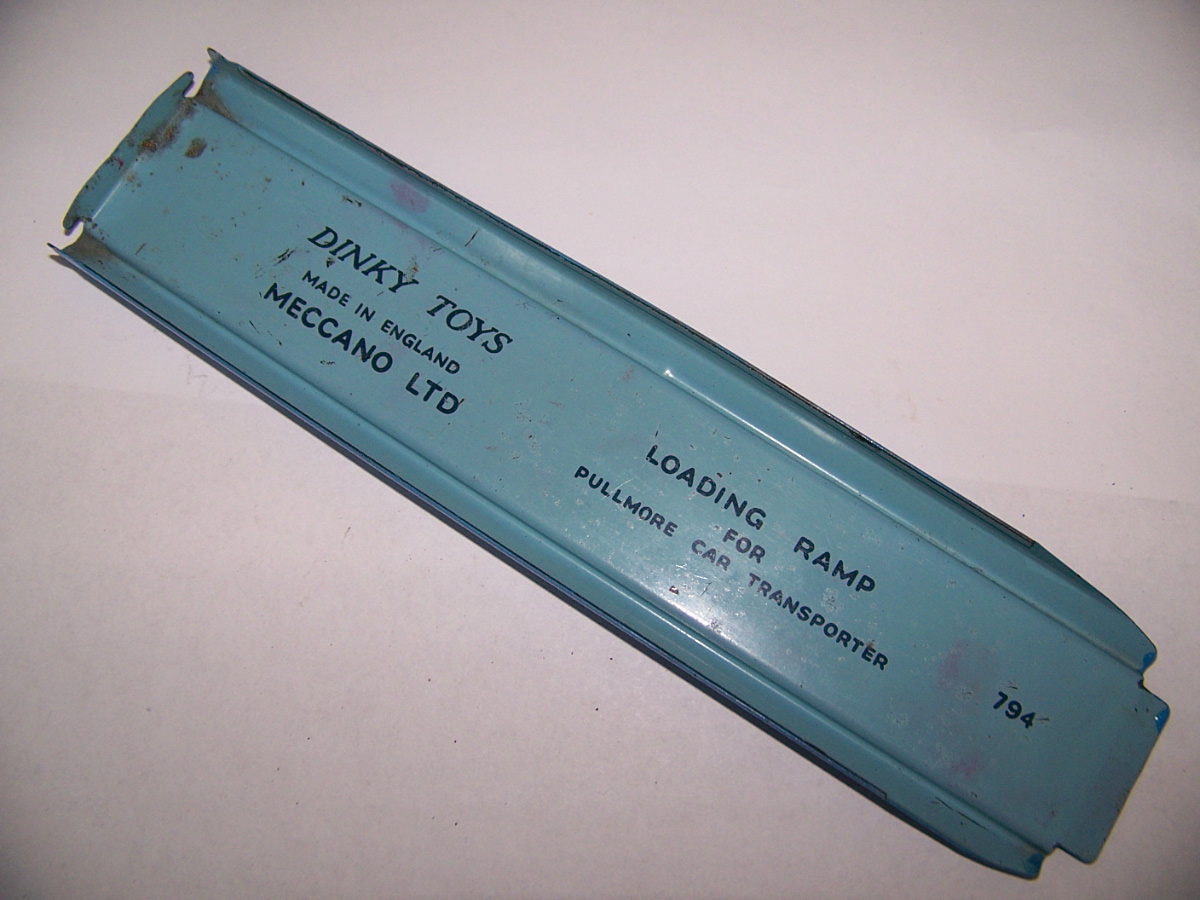 DINKY TOYS
MADE IN ENGLAND
MECCANO LTD
LOADING RAMP
FOR
PULLMORE CAR TRANSPORTER
794